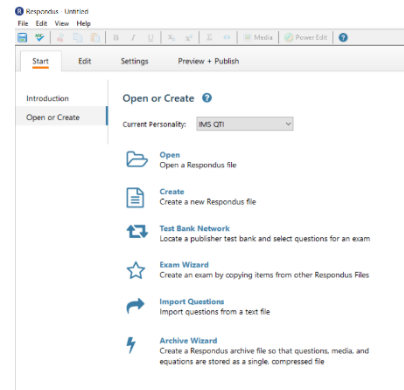 Respondus - Untitled
File Edit View Help
B I U X₂ x² Σ Media Power Edit
Start Edit Settings Preview + Publish
Introduction
Open or Create
Open or Create
Current Personality: IMS QTI
Open
Open a Respondus file
Create
Create a new Respondus file
Test Bank Network
Locate a publisher test bank and select questions for an exam
Exam Wizard
Create an exam by copying items from other Respondus Files
Import Questions
Import questions from a text file
Archive Wizard
Create a Respondus archive file so that questions, media, and
equations are stored as a single, compressed file